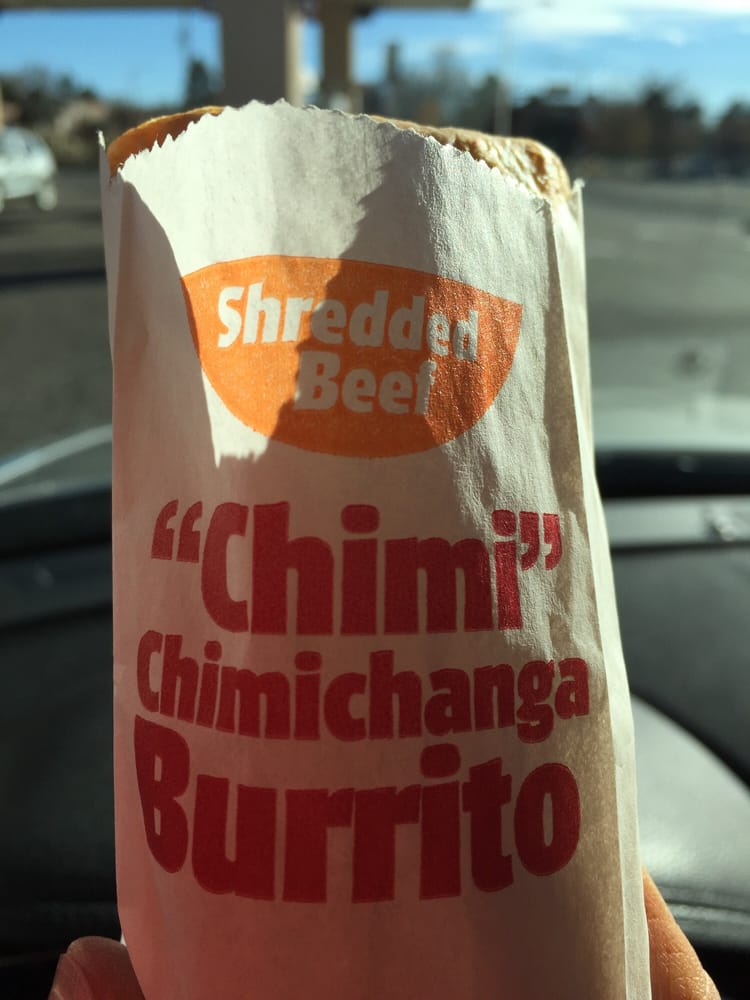 Shredded
Beef
“Chimi”
Chimichanga
Burrito